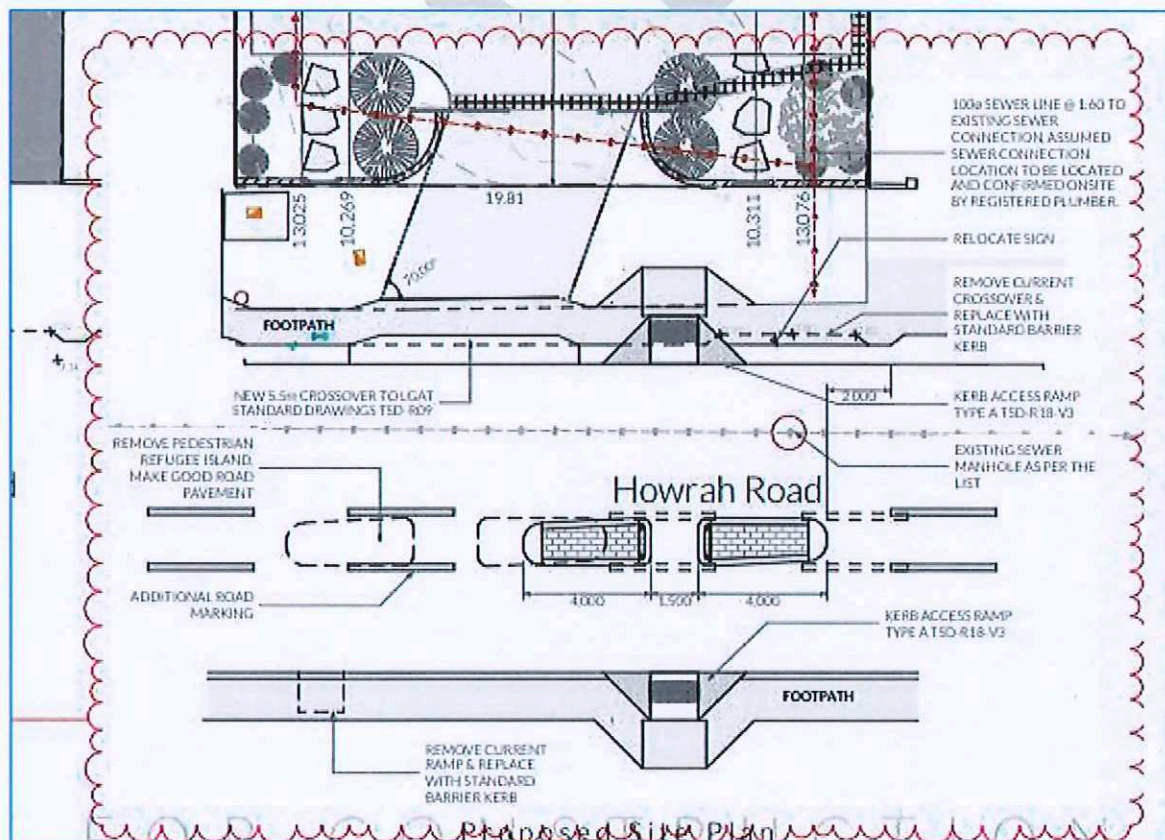 100ø SEWER LINE @ 1:60 TO
EXISTING SEWER
CONNECTION. ASSUMED
SEWER CONNECTION
LOCATION TO BE LOCATED
AND CONFIRMED ONSITE
BY REGISTERED PLUMBER.
13.025
10.269
19.81
10.311
13.076
RELOCATE SIGN
70.00°
REMOVE CURRENT
CROSSOVER &
REPLACE WITH
STANDARD BARRIER
KERB
FOOTPATH
NEW 5.5m CROSSOVER TO LGAT
STANDARD DRAWINGS TSD-R09
2,000
KERB ACCESS RAMP
TYPE A TSD-R18-V3
REMOVE PEDESTRIAN
REFUGEE ISLAND.
MAKE GOOD ROAD
PAVEMENT
EXISTING SEWER
MANHOLE AS PER THE
LIST
Howrah Road
ADDITIONAL ROAD
MARKING
4,000
1,500
4,000
KERB ACCESS RAMP
TYPE A TSD-R18-V3
FOOTPATH
REMOVE CURRENT
RAMP & REPLACE
WITH STANDARD
BARRIER KERB
Proposed Site Plan